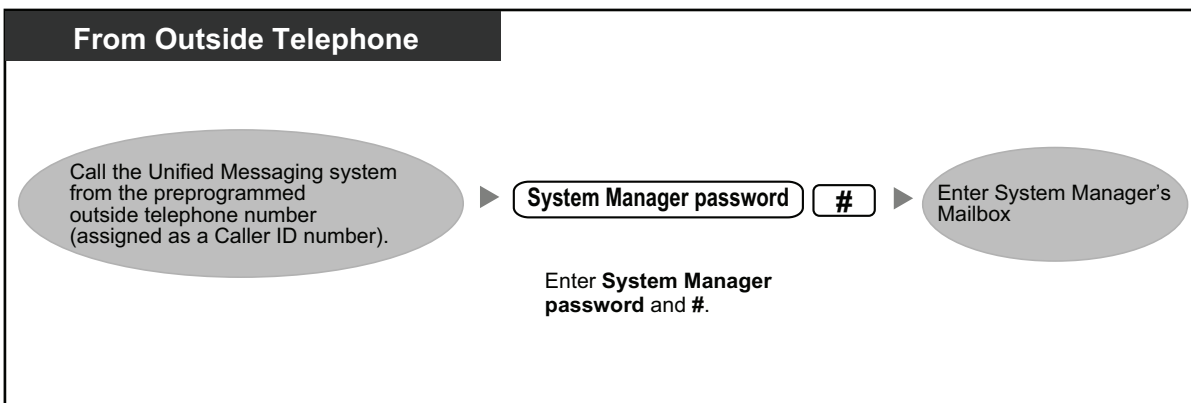 From Outside Telephone
Call the Unified Messaging system
from the preprogrammed
outside telephone number
(assigned as a Caller ID number).
System Manager password #
Enter System Manager
password and #.
Enter System Manager’s
Mailbox